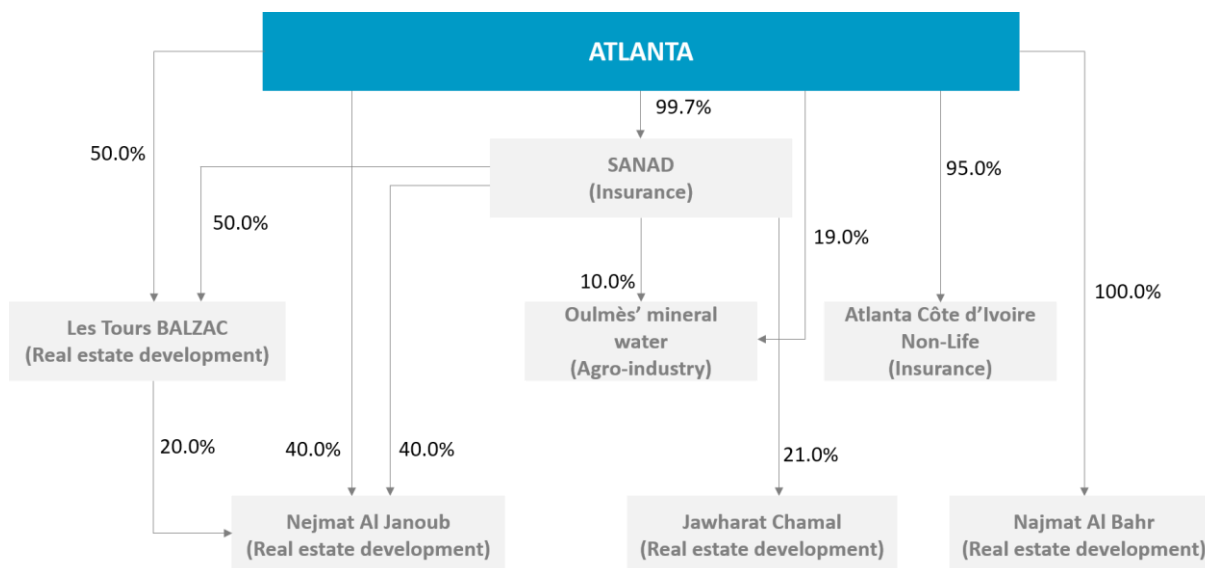 ATLANTA
99.7%
50.0%
SANAD
(Insurance)
95.0%
50.0%
19.0%
10.0%
100.0%
Les Tours BALZAC
(Real estate development)
Oulmès’ mineral
water
(Agro-industry)
Atlanta Côte d’Ivoire
Non-Life
(Insurance)
20.0%
40.0%
40.0%
21.0%
Nejmat Al Janoub
(Real estate development)
Jawharat Chamal
(Real estate development)
Najmat Al Bahr
(Real estate development)